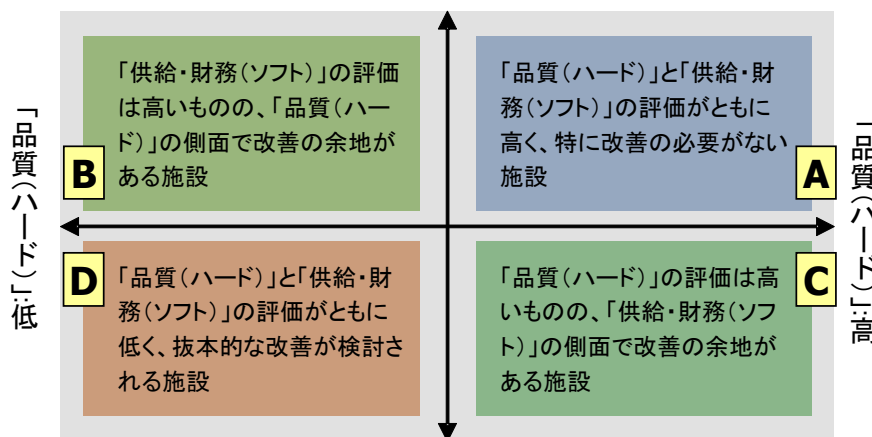 「品質(ハード)」:低
B
「供給・財務(ソフト)」の評価
は高いものの、「品質(ハー
ド)」の側面で改善の余地が
ある施設
「品質(ハード)」と「供給・財
務(ソフト)」の評価がともに
高く、特に改善の必要がない
施設
A
「品質(ハード)」:高
D
「品質(ハード)」と「供給・財
務(ソフト)」の評価がともに
低く、抜本的な改善が検討さ
れる施設
「品質(ハード)」の評価は高
いものの、「供給・財務(ソフ
ト)」の側面で改善の余地が
ある施設
C